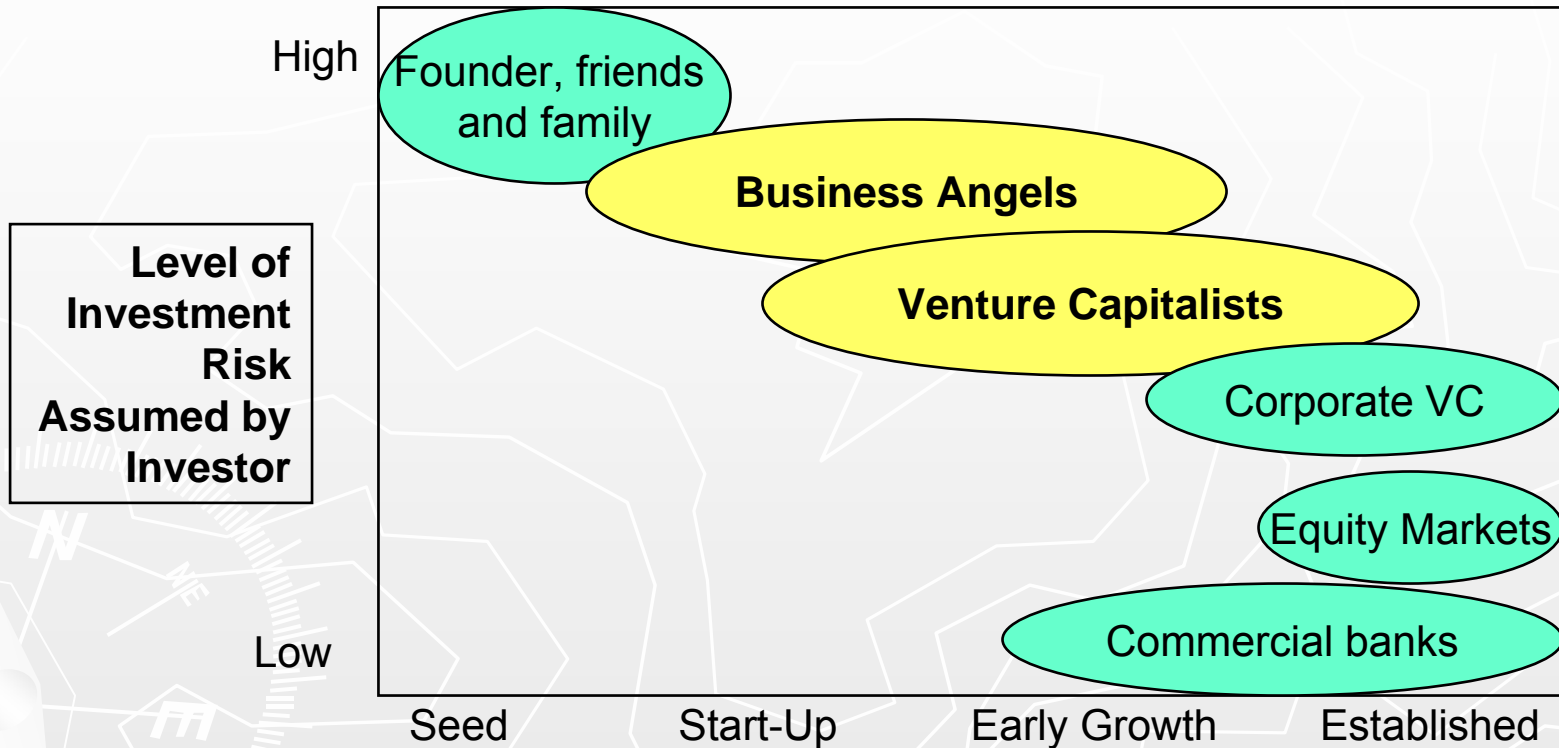 High
Founder, friends
and family
Business Angels
Venture Capitalists
Level of
Investment
Risk
Assumed by
Investor
Corporate VC
Equity Markets
Commercial banks
Low
Seed
Start-Up
Early Growth
Established
N
NE
E